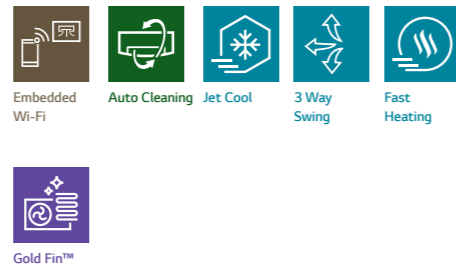 Embedded
Wi-Fi
Auto Cleaning
Jet Cool
3 Way
Swing
Fast
Heating
Gold Fin™